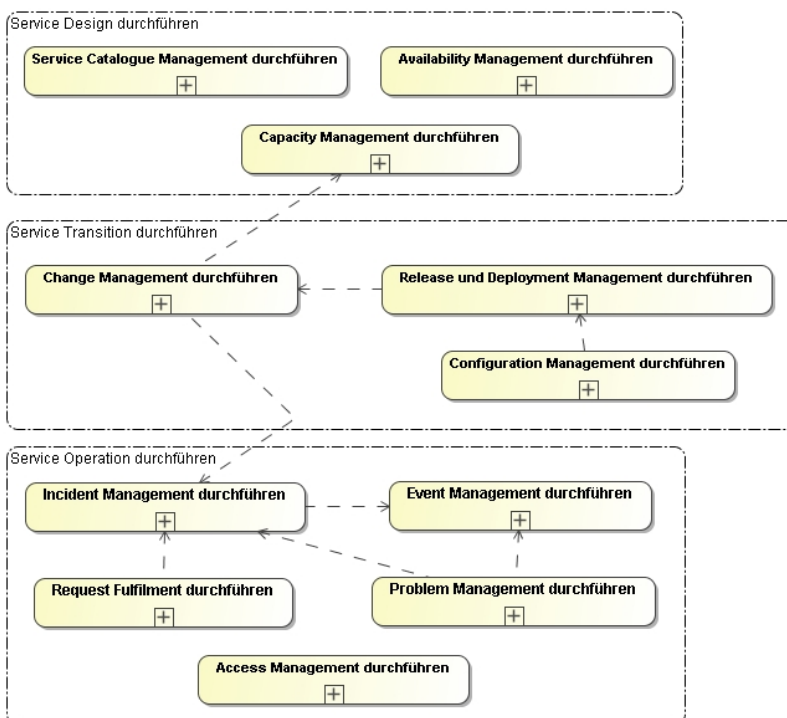 Service Design durchführen
Service Catalogue Management durchführen
Availability Management durchführen
Capacity Management durchführen
Service Transition durchführen
Change Management durchführen
Release und Deployment Management durchführen
Configuration Management durchführen
Service Operation durchführen
Incident Management durchführen
Event Management durchführen
Request Fulfilment durchführen
Problem Management durchführen
Access Management durchführen